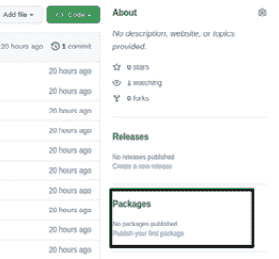 Add file
Code
20 hours ago 1 commit
20 hours ago
20 hours ago
20 hours ago
20 hours ago
20 hours ago
20 hours ago
20 hours ago
20 hours ago
20 hours ago
20 hours ago
About
No description, website, or topics
provided.
0 stars
1 watching
0 forks
Releases
No releases published
Create a new release
Packages
No packages published
Publish your first package